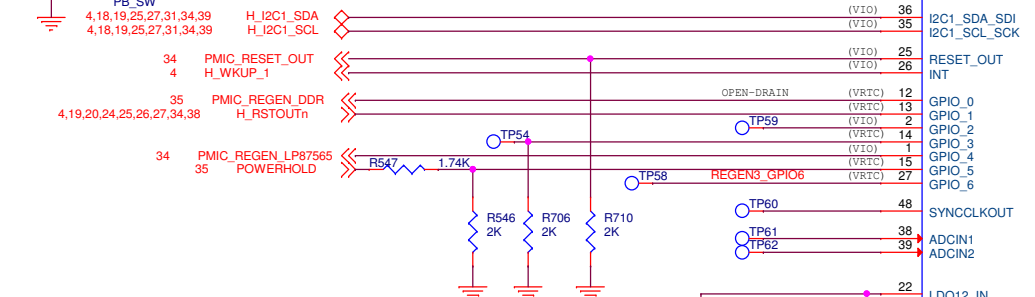 PB_SW
4,18,19,25,27,31,34,39 H_I2C1_SDA (VIO) 36 I2C1_SDA_SDI
4,18,19,25,27,31,34,39 H_I2C1_SCL (VIO) 35 I2C1_SCL_SCK
34 PMIC_RESET_OUT (VIO) 25 RESET_OUT
4 H_WKUP_1 (VIO) 26 INT
35 PMIC_REGEN_DDR OPEN-DRAIN (VRTC) 12 GPIO_0
4,19,20,24,25,26,27,34,38 H_RSTOUTn (VRTC) 13 GPIO_1
TP59 (VIO) 2 GPIO_2
TP54 (VRTC) 14 GPIO_3
34 PMIC_REGEN_LP87565 (VIO) 1 GPIO_4
35 POWERHOLD R547 1.74K (VRTC) 15 GPIO_5
TP58 REGEN3_GPIO6 (VRTC) 27 GPIO_6
TP60 48 SYNCCLKOUT
R546 R706 R710
2K 2K 2K
TP61 38 ADCIN1
TP62 39 ADCIN2
22 LDO12_IN